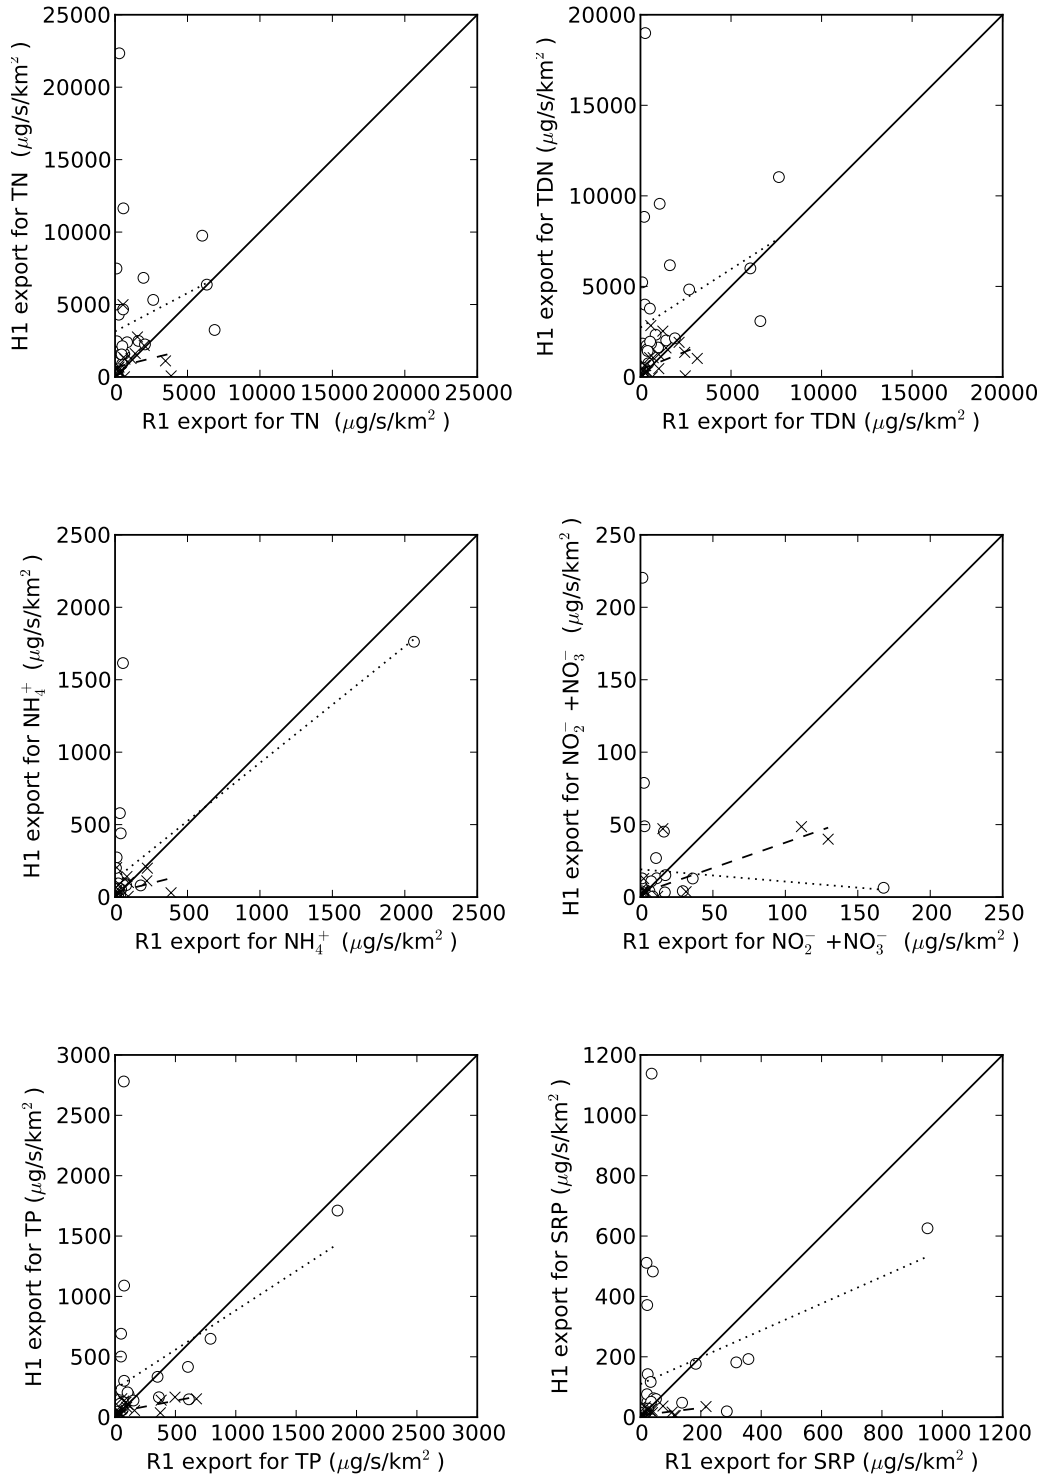 25000
20000
15000
10000
5000
0
0 5000 10000 15000 20000 25000
R1 export for TN (μg/s/km²)
H1 export for TN (μg/s/km²)
20000
15000
10000
5000
0
0 5000 10000 15000 20000
R1 export for TDN (μg/s/km²)
H1 export for TDN (μg/s/km²)
2500
2000
1500
1000
500
0
0 500 1000 1500 2000 2500
R1 export for NH₄⁺ (μg/s/km²)
H1 export for NH₄⁺ (μg/s/km²)
250
200
150
100
50
0
0 50 100 150 200 250
R1 export for NO₂⁻ +NO₃⁻ (μg/s/km²)
H1 export for NO₂⁻ +NO₃⁻ (μg/s/km²)
3000
2500
2000
1500
1000
500
0
0 500 1000 1500 2000 2500 3000
R1 export for TP (μg/s/km²)
H1 export for TP (μg/s/km²)
1200
1000
800
600
400
200
0
0 200 400 600 800 1000 1200
R1 export for SRP (μg/s/km²)
H1 export for SRP (μg/s/km²)